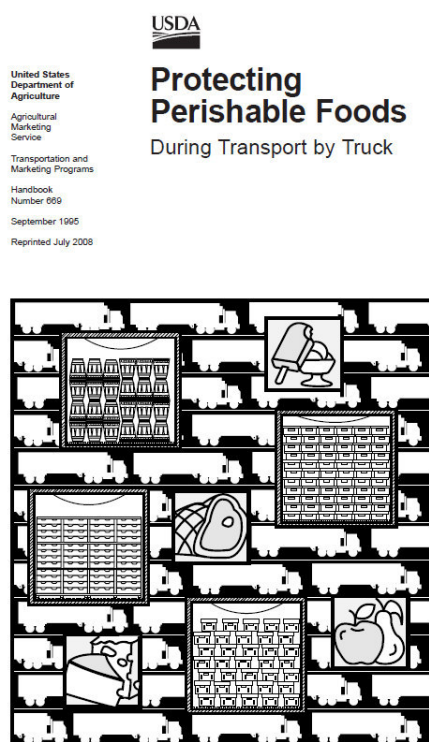 USDA
United States
Department of
Agriculture
Agricultural
Marketing
Service
Transportation and
Marketing Programs
Handbook
Number 669
September 1995
Reprinted July 2008
Protecting
Perishable Foods
During Transport by Truck